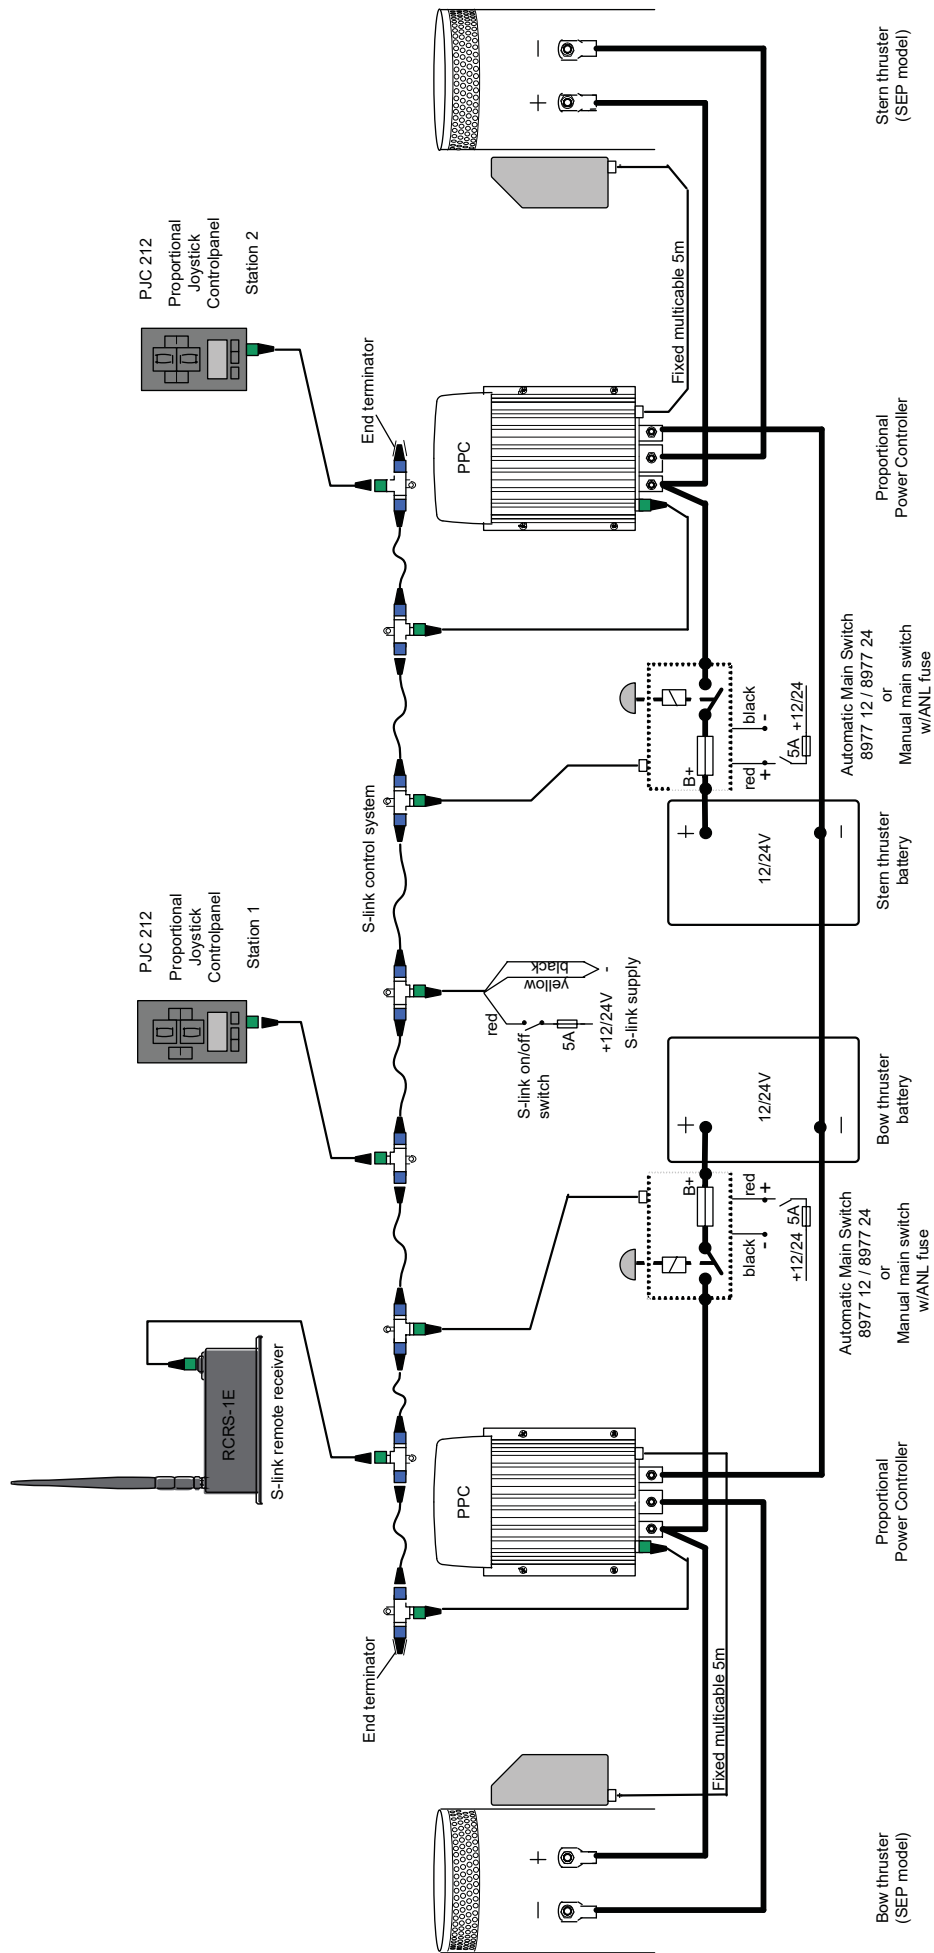 RCRS-1E
S-link remote receiver
PJC 212
Proportional
Joystick
Controlpanel
Station 1
PJC 212
Proportional
Joystick
Controlpanel
Station 2
End terminator
S-link control system
End terminator
PPC
PPC
red
yellow
black
-
S-link on/off
switch
5A
+12/24V
S-link supply
Fixed multicable 5m
Fixed multicable 5m
+
-
B+
black
-
red
+
+12/24
5A
+
12/24V
-
+
12/24V
-
B+
red
+
black
-
5A
+12/24
+
-
Bow thruster
(SEP model)
Proportional
Power Controller
Automatic Main Switch
8977 12 / 8977 24
or
Manual main switch
w/ANL fuse
Bow thruster
battery
Stern thruster
battery
Automatic Main Switch
8977 12 / 8977 24
or
Manual main switch
w/ANL fuse
Proportional
Power Controller
Stern thruster
(SEP model)